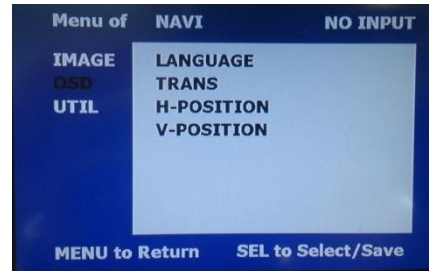 Menu of NAVI NO INPUT
IMAGE LANGUAGE
OSD TRANS
UTIL H-POSITION
V-POSITION
MENU to Return SEL to Select/Save